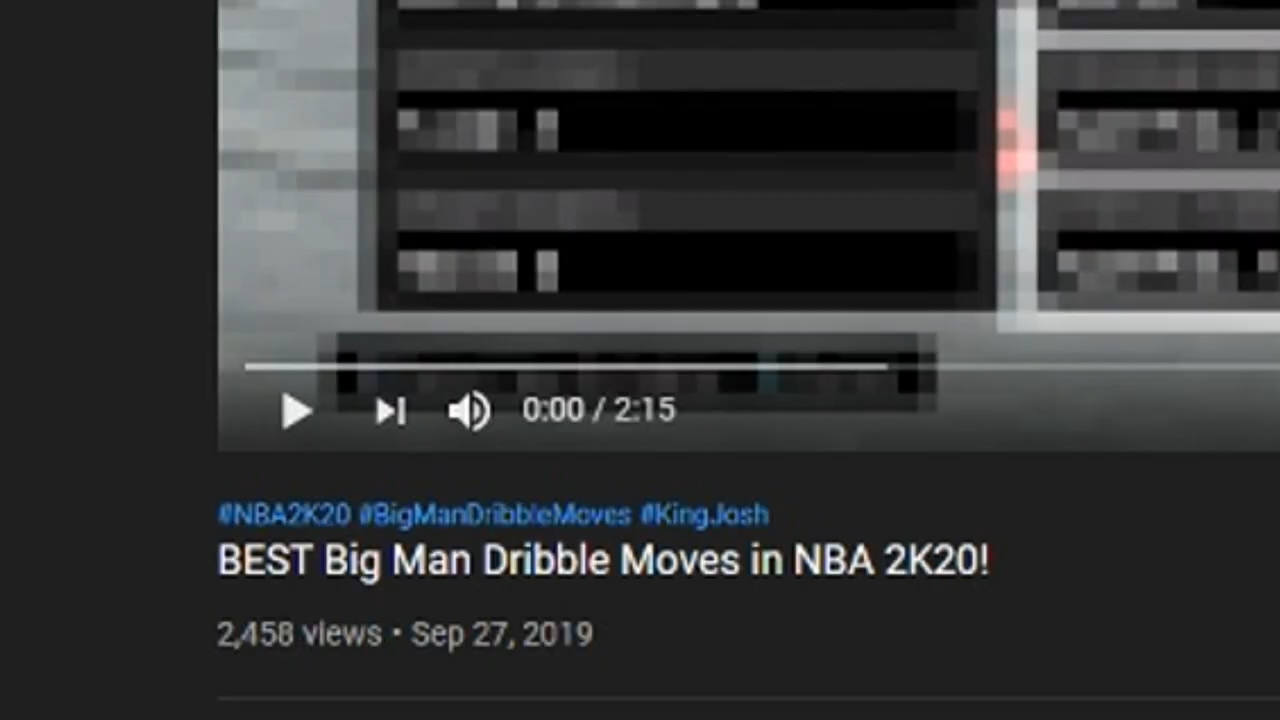 0:00 / 2:15
#NBA2K20 #BigManDribbleMoves #KingJosh
BEST Big Man Dribble Moves in NBA 2K20!
2,458 views • Sep 27, 2019